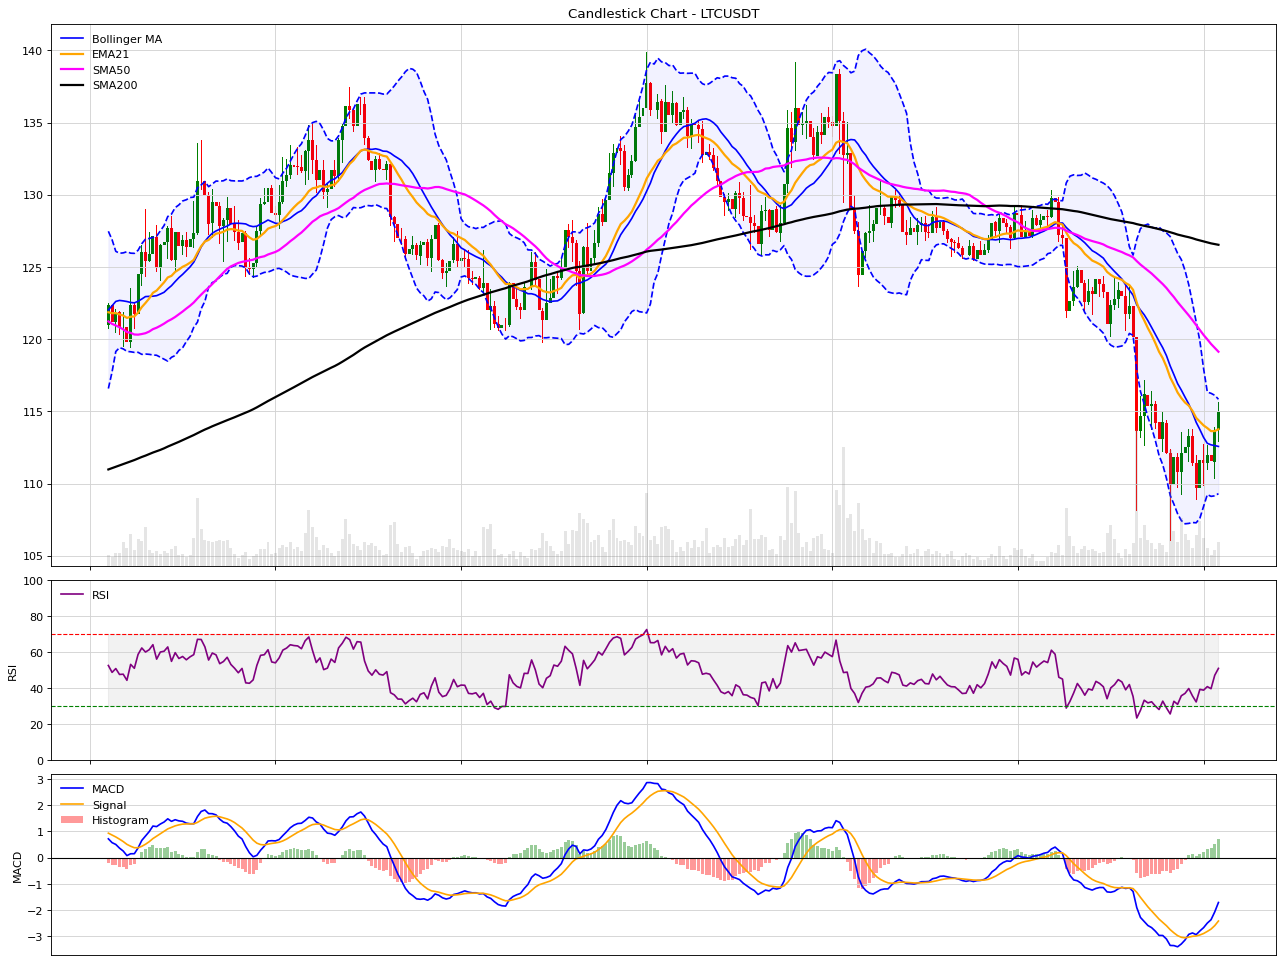 Candlestick Chart - LTCUSDT
Bollinger MA
EMA21
SMA50
SMA200
140
135
130
125
120
115
110
105
RSI
100
80
60
40
20
0
RSI
MACD
Signal
Histogram
3
2
1
0
−1
−2
−3
MACD